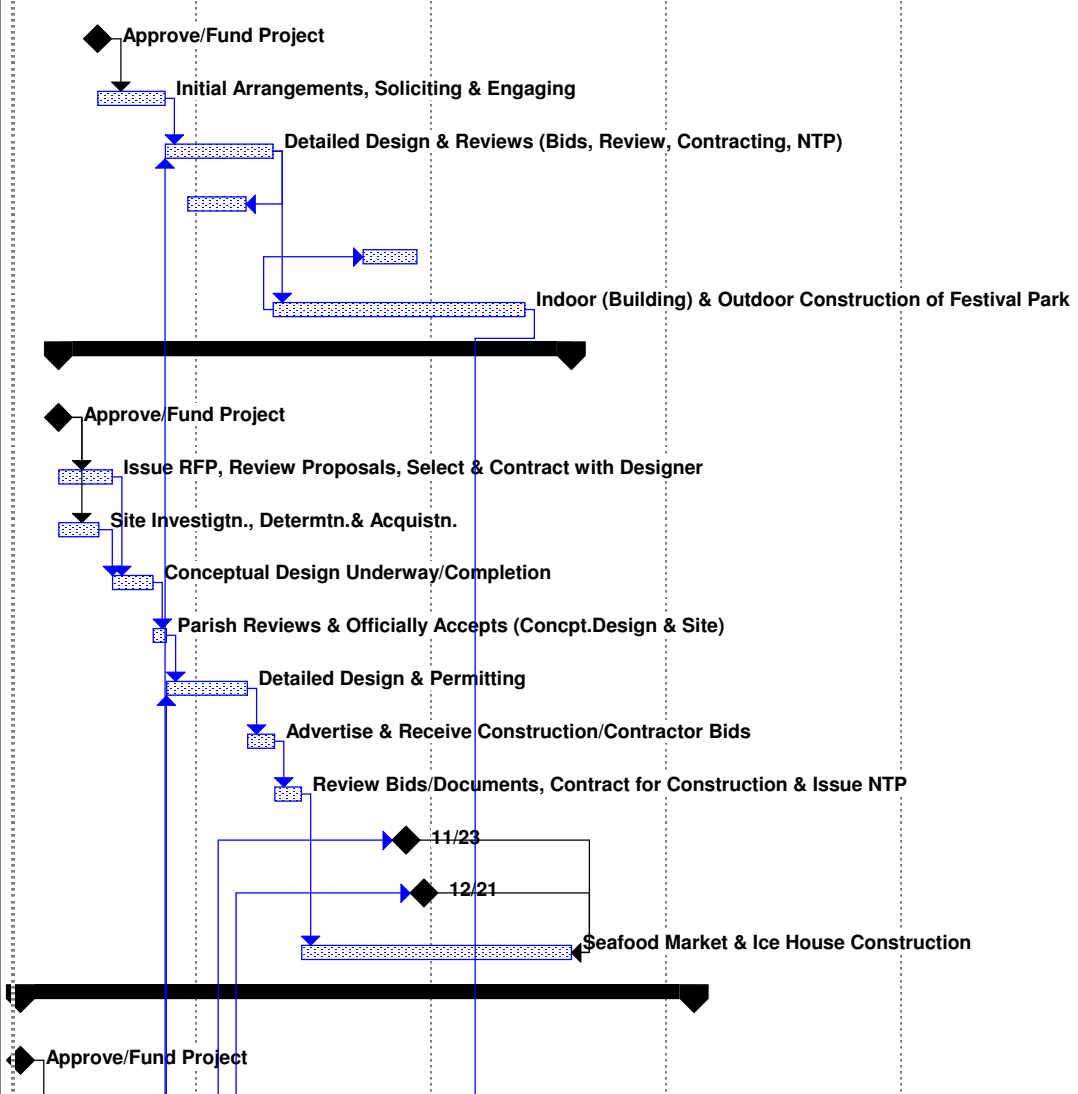 Approve/Fund Project
Initial Arrangements, Soliciting & Engaging
Detailed Design & Reviews (Bids, Review, Contracting, NTP)
Indoor (Building) & Outdoor Construction of Festival Park
Approve/Fund Project
Issue RFP, Review Proposals, Select & Contract with Designer
Site Investigtn., Determtn.& Acquistn.
Conceptual Design Underway/Completion
Parish Reviews & Officially Accepts (Concpt.Design & Site)
Detailed Design & Permitting
Advertise & Receive Construction/Contractor Bids
Review Bids/Documents, Contract for Construction & Issue NTP
11/23
12/21
Seafood Market & Ice House Construction
Approve/Fund Project